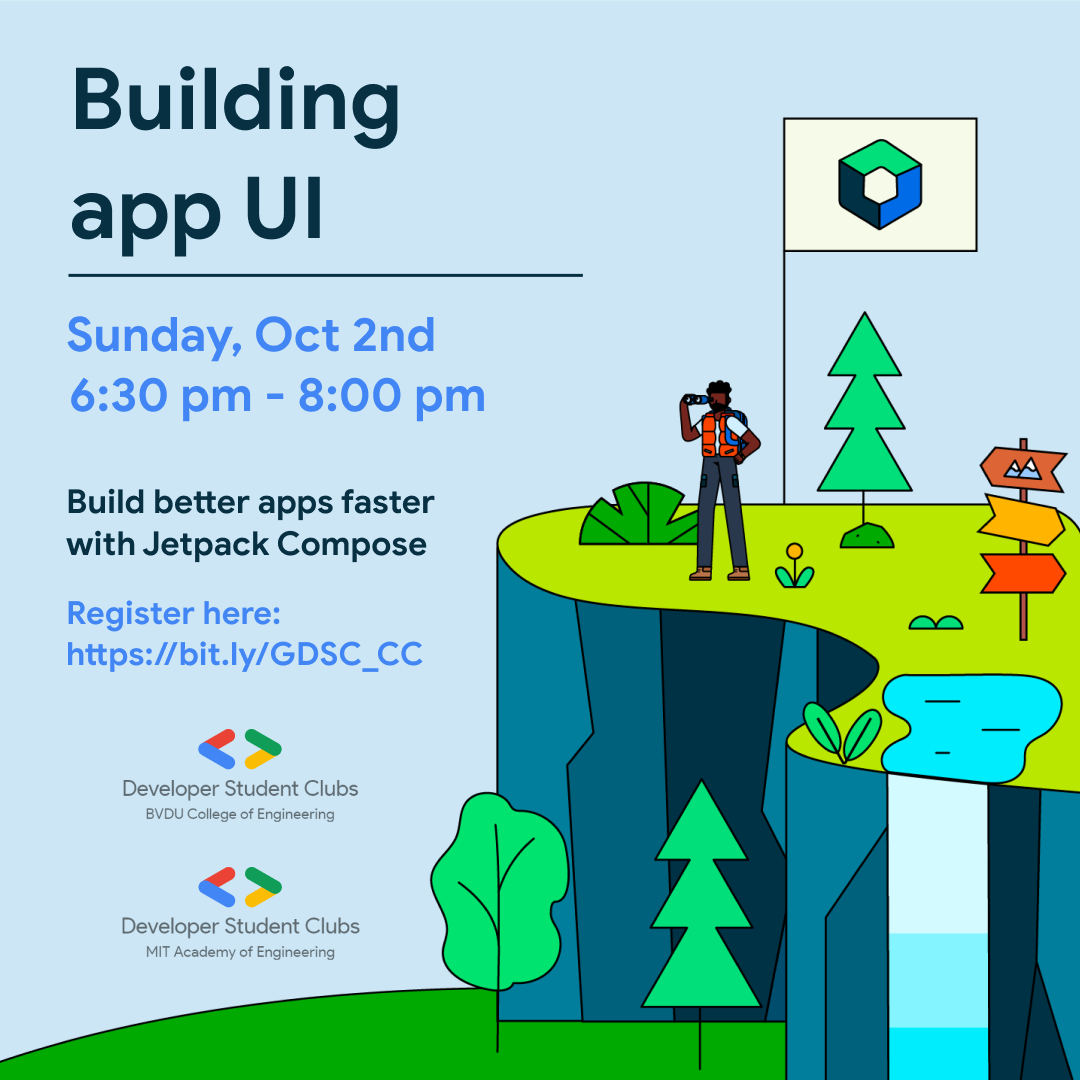 Building
app UI
Sunday, Oct 2nd
6:30 pm - 8:00 pm
Build better apps faster
with Jetpack Compose
Register here:
https://bit.ly/GDSC_CC
Developer Student Clubs
BVDU College of Engineering
Developer Student Clubs
MIT Academy of Engineering